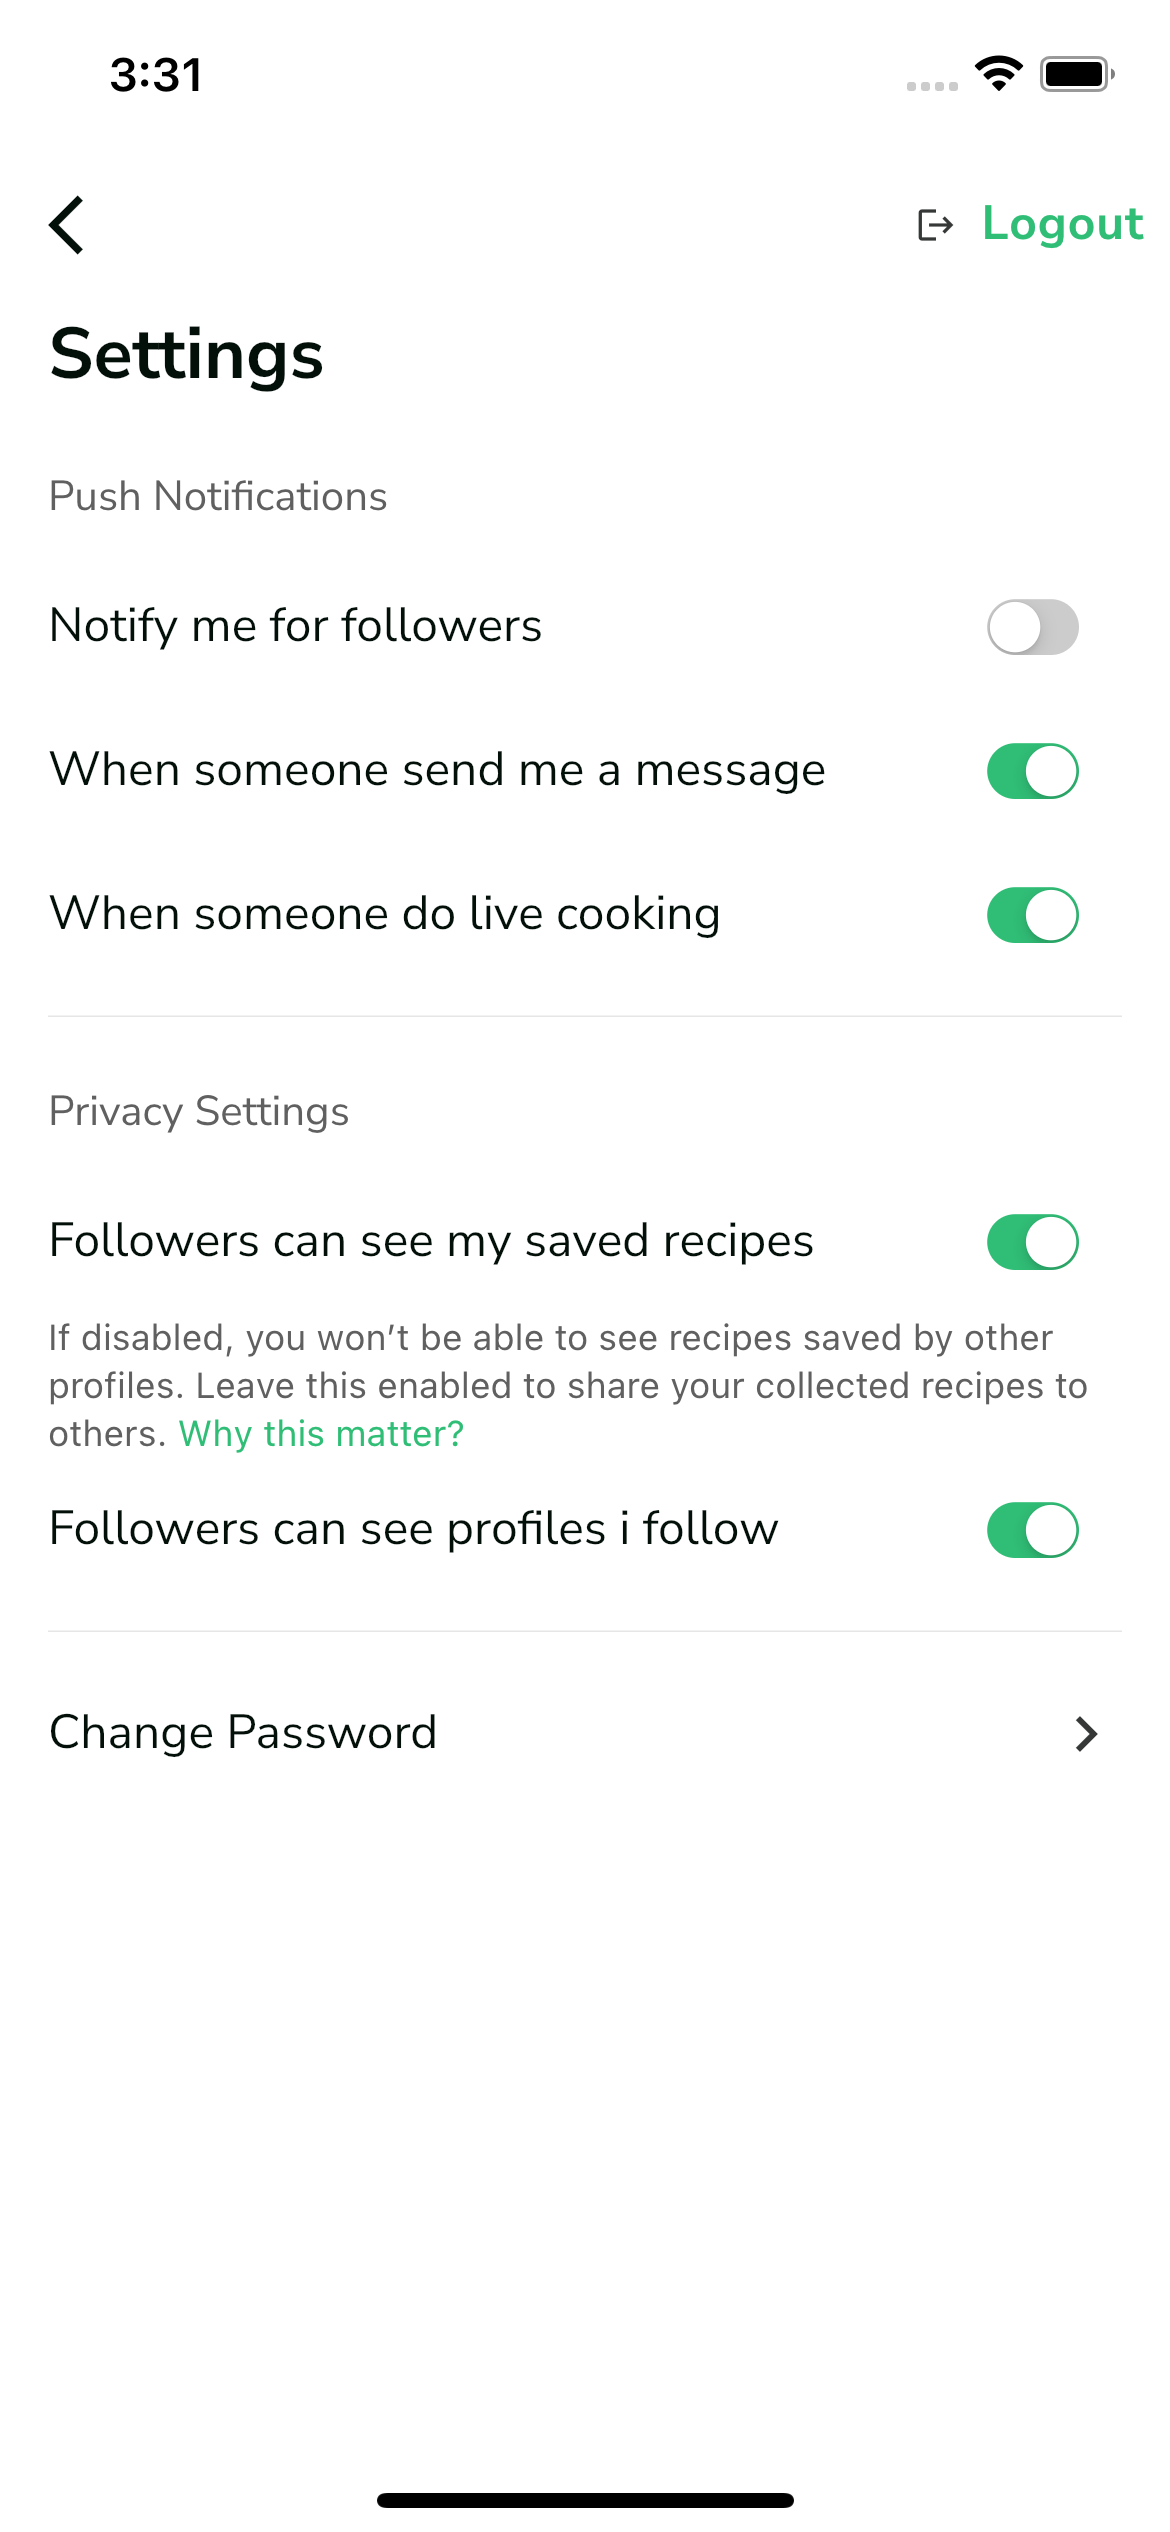 3:31
Logout
Settings
Push Notifications
Notify me for followers
When someone send me a message
When someone do live cooking
Privacy Settings
Followers can see my saved recipes
If disabled, you won’t be able to see recipes saved by other
profiles. Leave this enabled to share your collected recipes to
others. Why this matter?
Followers can see profiles i follow
Change Password